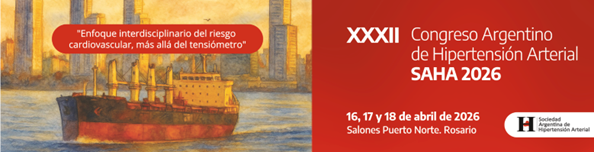 "Enfoque interdisciplinario del riesgo
cardiovascular, más allá del tensiómetro"
XXXII Congreso Argentino
de Hipertensión Arterial
SAHA 2026
16, 17 y 18 de abril de 2026
Salones Puerto Norte. Rosario
H Sociedad
Argentina de
Hipertensión Arterial